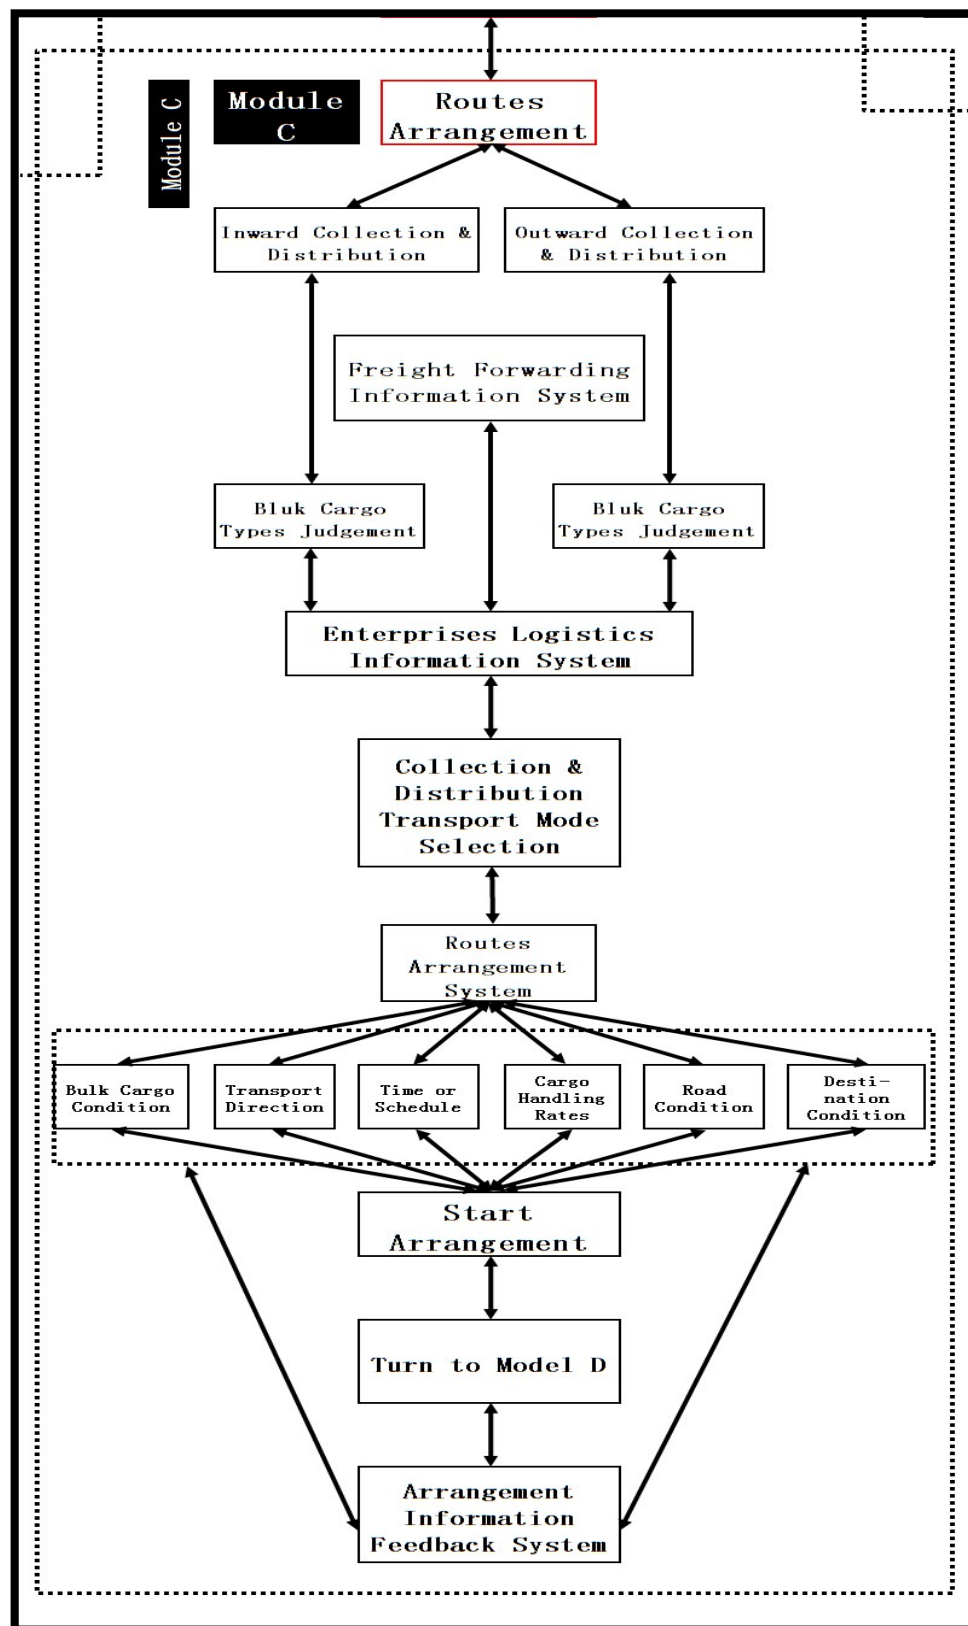 Module C
Module
C
Routes
Arrangement
Inward Collection &
Distribution
Outward Collection
& Distribution
Freight Forwarding
Information System
Bluk Cargo
Types Judgement
Bluk Cargo
Types Judgement
Enterprises Logistics
Information System
Collection &
Distribution
Transport Mode
Selection
Routes
Arrangement
System
Bulk Cargo
Condition
Transport
Direction
Time or
Schedule
Cargo
Handling
Rates
Road
Condition
Desti-
nation
Condition
Start
Arrangement
Turn to Model D
Arrangement
Information
Feedback System